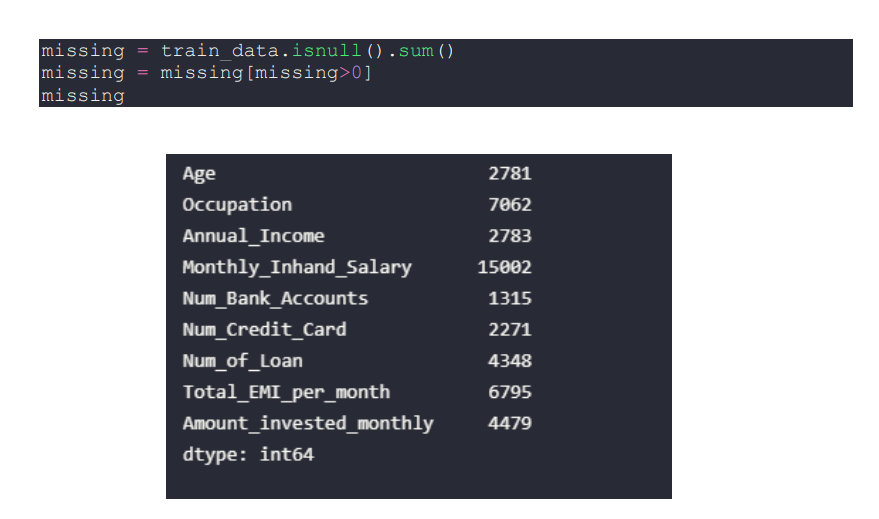 missing = train_data.isnull().sum()
missing = missing[missing>0]
missing
Age 2781
Occupation 7062
Annual_Income 2783
Monthly_Inhand_Salary 15002
Num_Bank_Accounts 1315
Num_Credit_Card 2271
Num_of_Loan 4348
Total_EMI_per_month 6795
Amount_invested_monthly 4479
dtype: int64